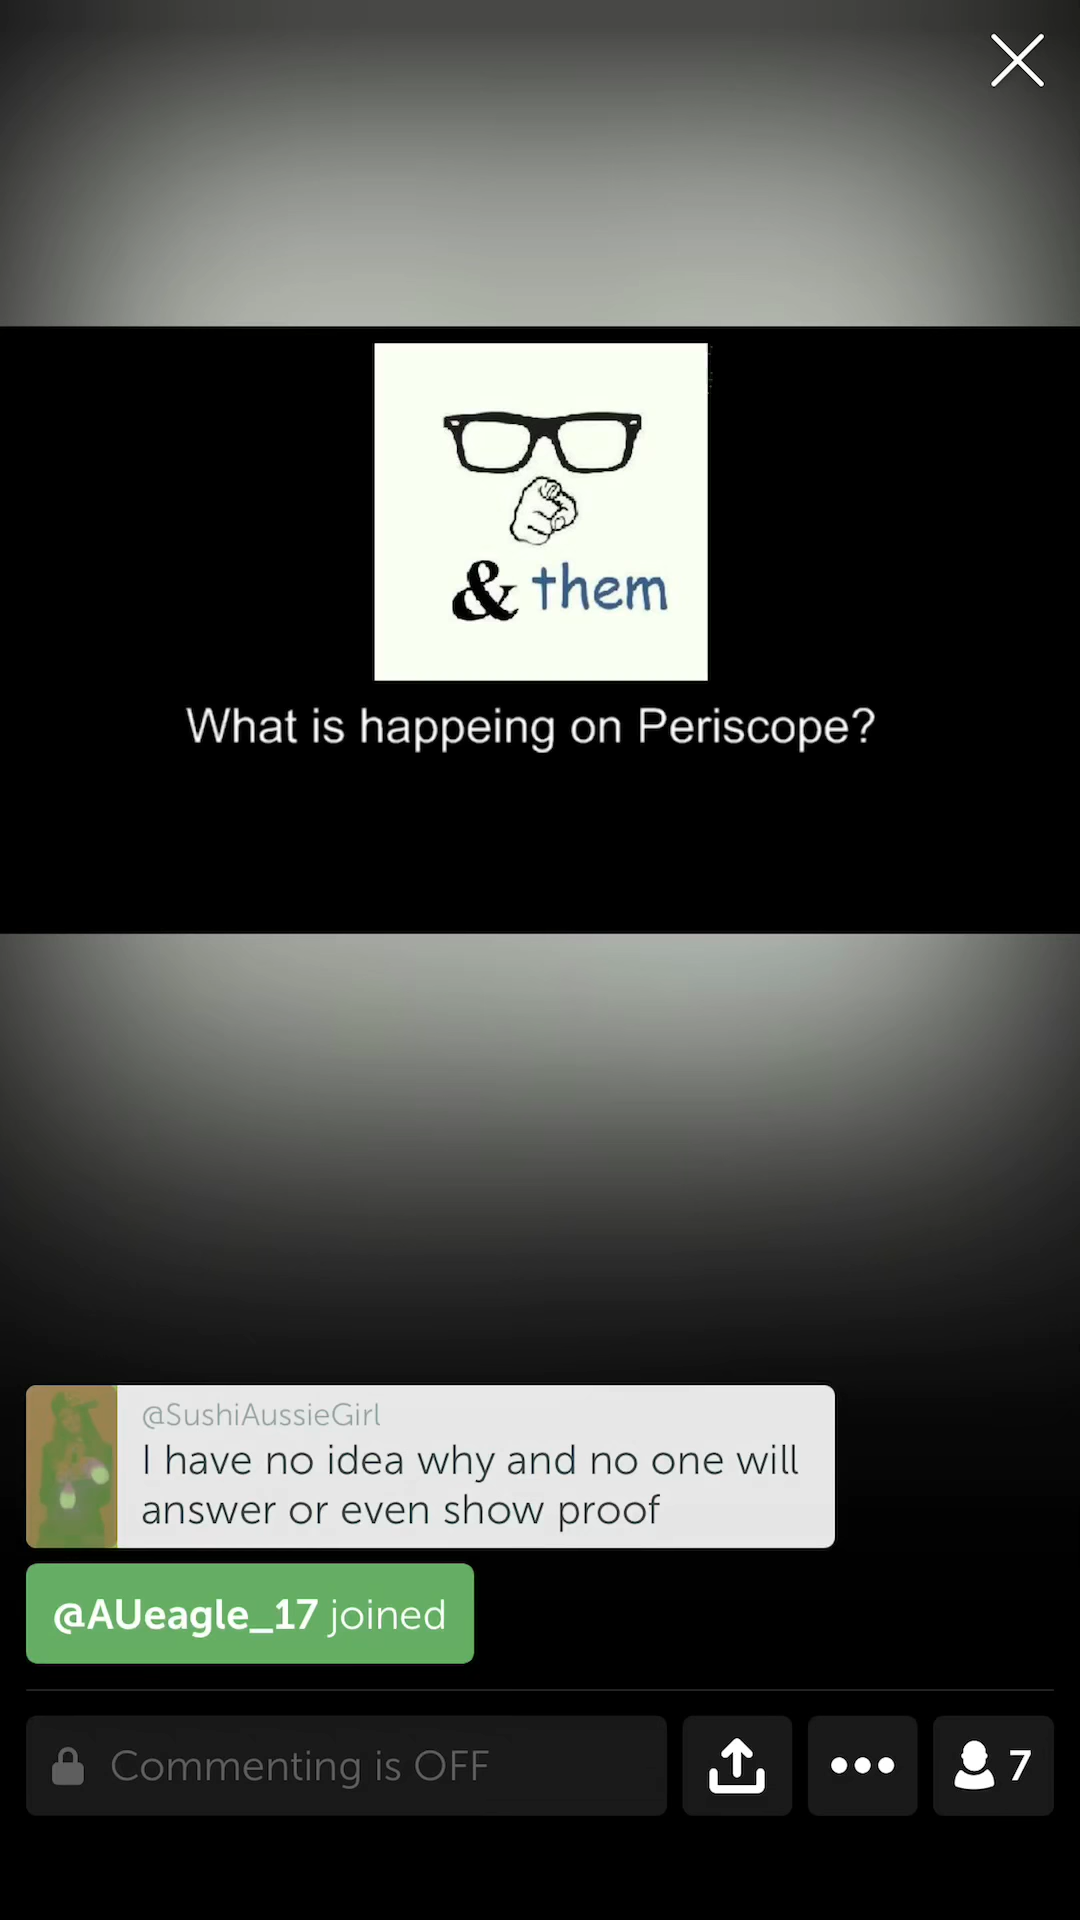 & them
What is happeing on Periscope?
@SushiAussieGirl
I have no idea why and no one will
answer or even show proof
@AUeagle_17 joined
Commenting is OFF
7